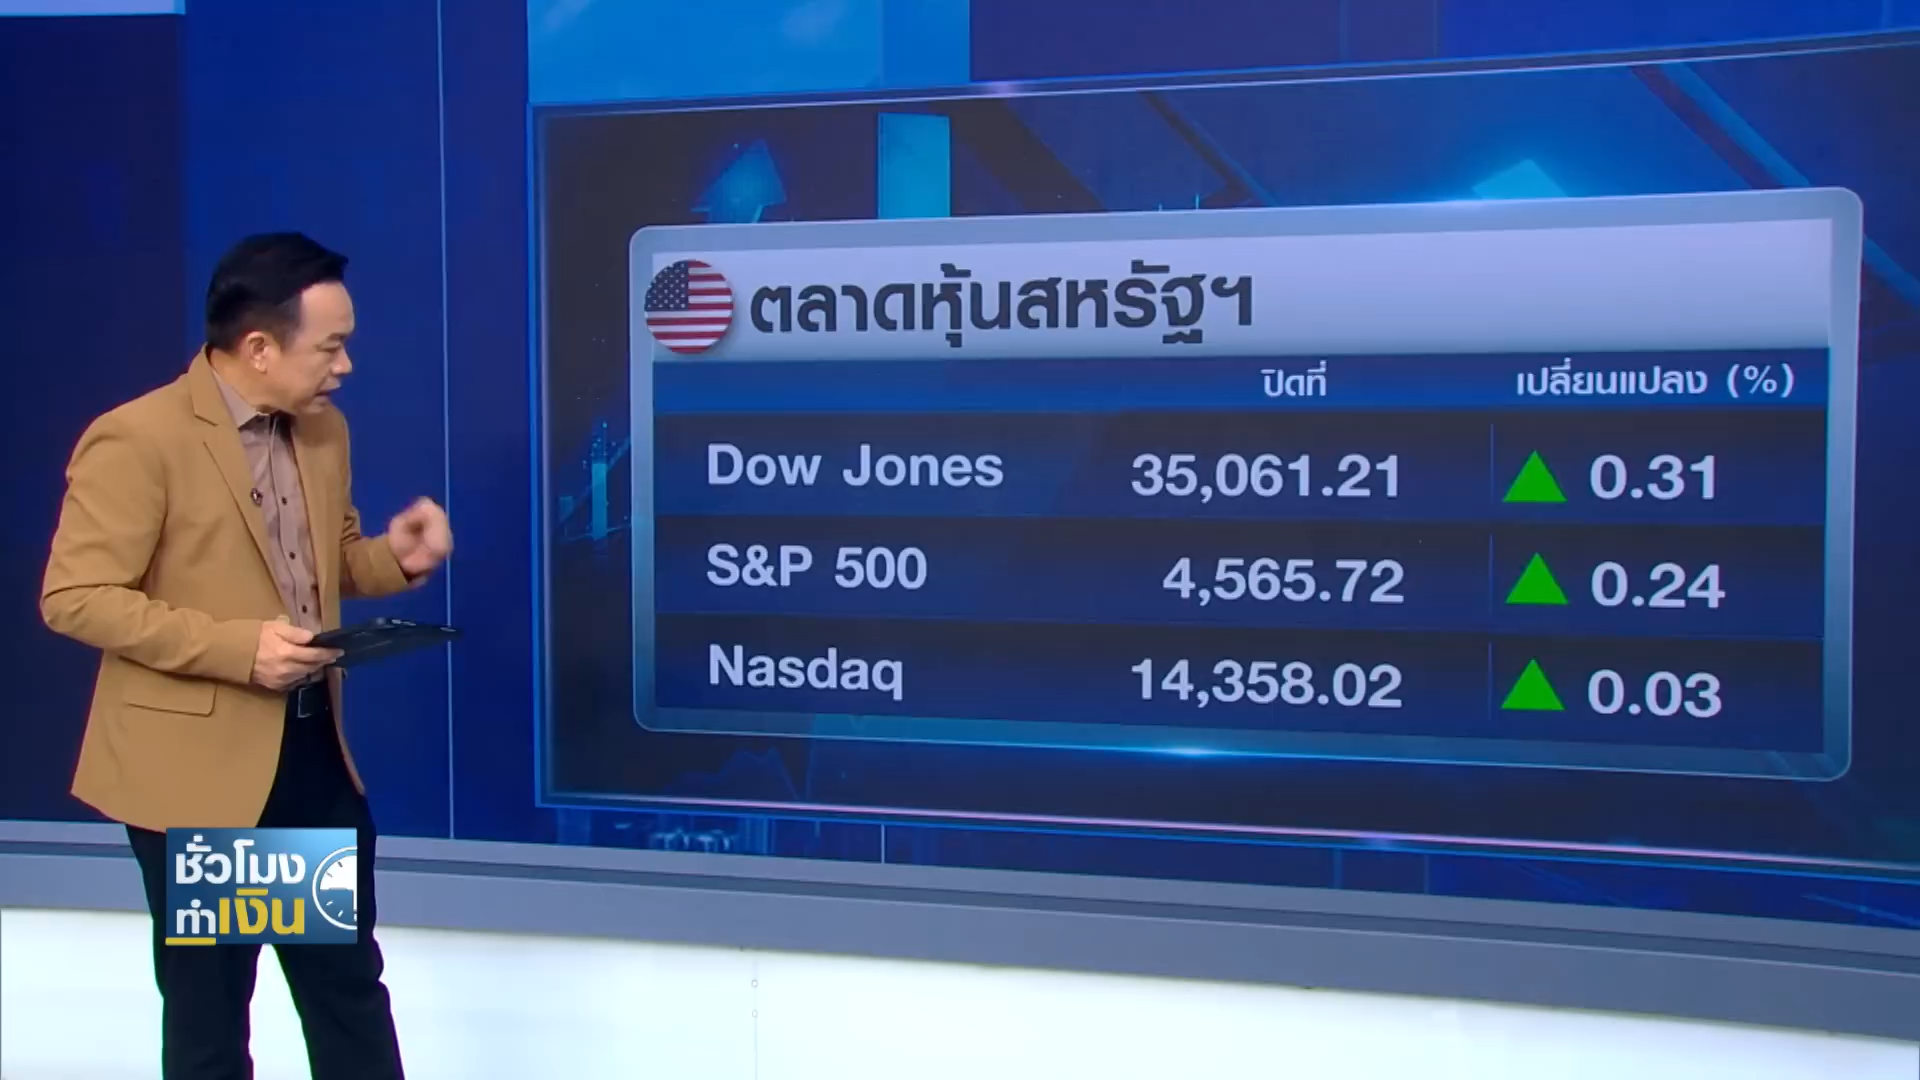 ตลาดหุ้นสหรัฐฯ
ปิดที่ เปลี่ยนแปลง (%)
Dow Jones 35,061.21 0.31
S&P 500 4,565.72 0.24
Nasdaq 14,358.02 0.03
ชั่วโมง
ทำเงิน